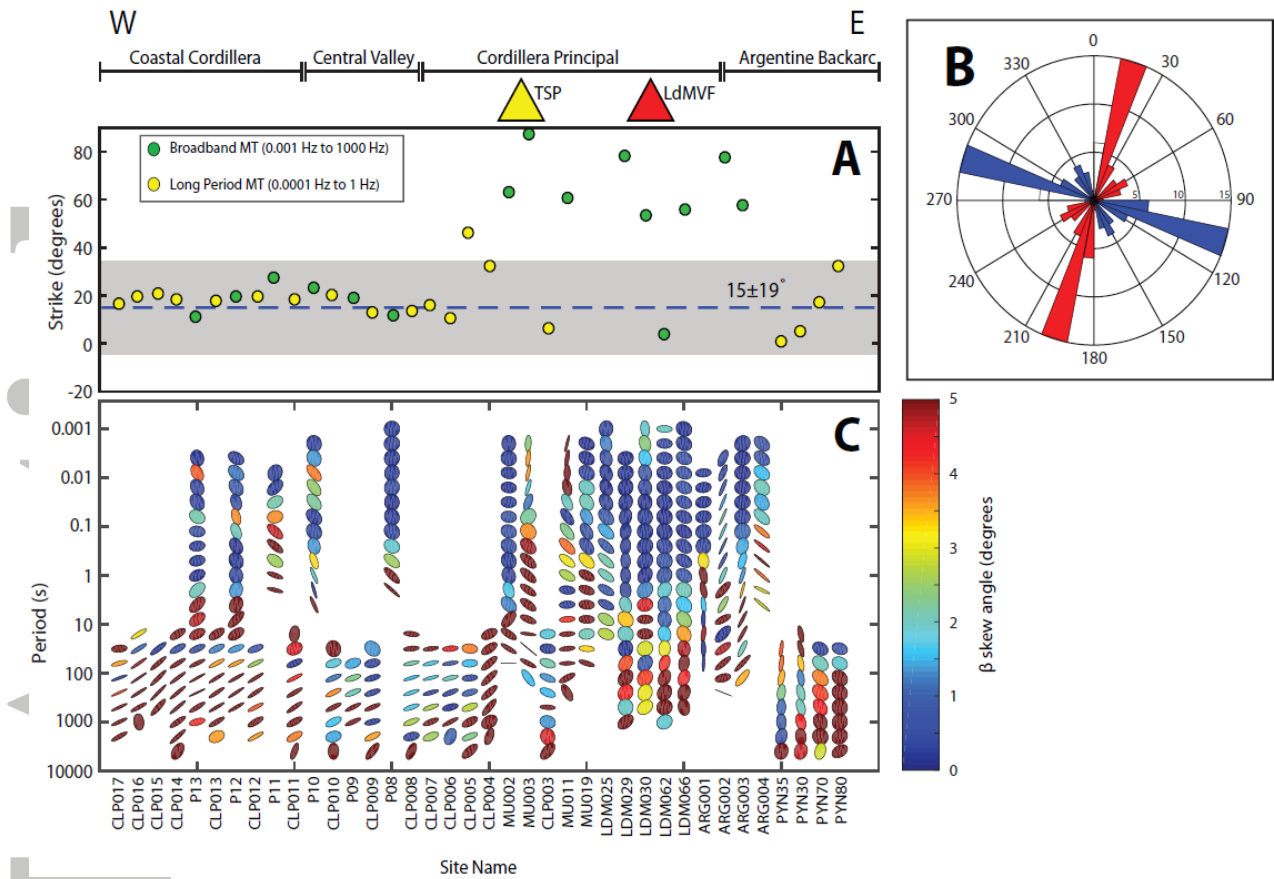 W E
Coastal Cordillera Central Valley Cordillera Principal Argentine Backarc
TSP LdMVF
A
Broadband MT (0.001 Hz to 1000 Hz)
Long Period MT (0.0001 Hz to 1 Hz)
Strike (degrees)
80
60
40
20
0
-20
15±19°
B
0
30
60
90
120
150
180
210
240
270
300
330
5 10 15
C
Period (s)
0.001
0.01
0.1
1
10
100
1000
10000
CLP017
CLP016
CLP015
CLP014
P13
CLP013
P12
CLP012
P11
CLP011
P10
CLP010
P09
CLP009
P08
CLP008
CLP007
CLP006
CLP005
CLP004
MU002
MU003
CLP003
MU011
MU019
LDM025
LDM029
LDM030
LDM062
LDM066
ARG001
ARG002
ARG003
ARG004
PYN35
PYN30
PYN70
PYN80
Site Name
5
4
3
2
1
0
β skew angle (degrees)